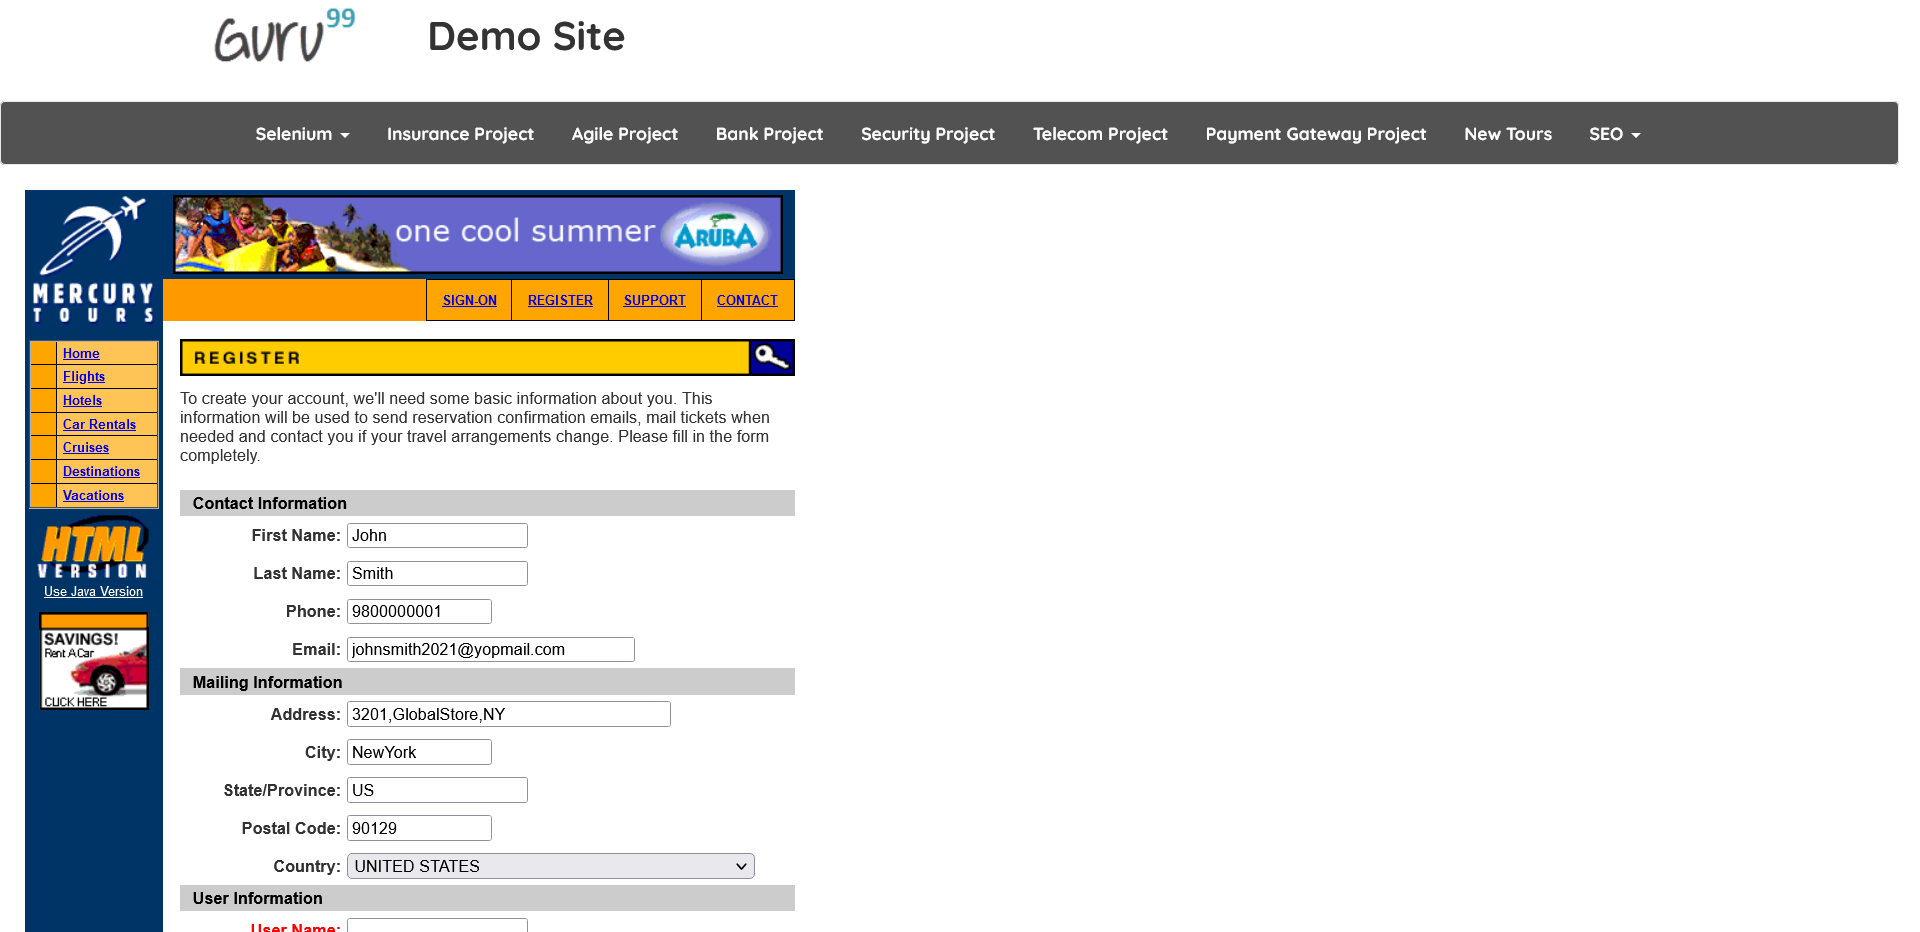 Guru99
Demo Site
Selenium
Insurance Project
Agile Project
Bank Project
Security Project
Telecom Project
Payment Gateway Project
New Tours
SEO
one cool summer
ARUBA
MERCURY
TOURS
SIGN-ON
REGISTER
SUPPORT
CONTACT
Home
Flights
Hotels
Car Rentals
Cruises
Destinations
Vacations
HTML
VERSION
Use Java Version
SAVINGS!
Rent A Car
CLICK HERE
REGISTER
To create your account, we'll need some basic information about you. This
information will be used to send reservation confirmation emails, mail tickets when
needed and contact you if your travel arrangements change. Please fill in the form
completely.
Contact Information
First Name: John
Last Name: Smith
Phone: 9800000001
Email: johnsmith2021@yopmail.com
Mailing Information
Address: 3201,GlobalStore,NY
City: NewYork
State/Province: US
Postal Code: 90129
Country: UNITED STATES
User Information
User Name: